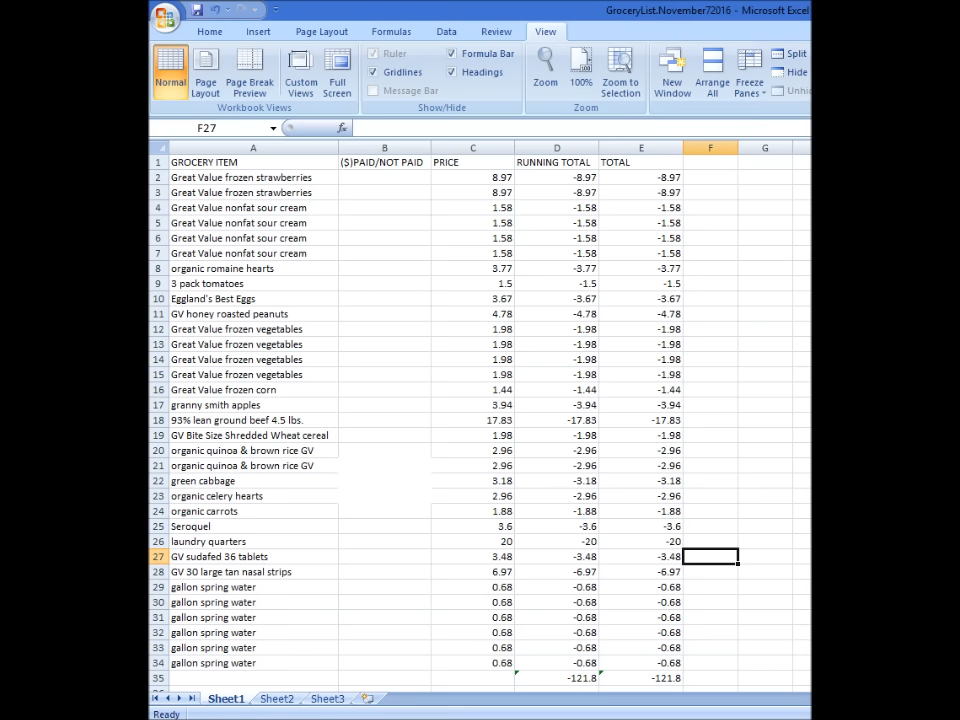 GroceryList.November72016 - Microsoft Excel
Home Insert Page Layout Formulas Data Review View
Normal Page Layout Page Break Preview Custom Views Full Screen
Workbook Views
Ruler Formula Bar
Gridlines Headings
Message Bar
Show/Hide
Zoom 100% Zoom to Selection
Zoom
New Window Arrange All Freeze Panes
Split
Hide
Unhi
F27 fx
A B C D E F G
1 GROCERY ITEM ($)PAID/NOT PAID PRICE RUNNING TOTAL TOTAL
2 Great Value frozen strawberries 8.97 -8.97 -8.97
3 Great Value frozen strawberries 8.97 -8.97 -8.97
4 Great Value nonfat sour cream 1.58 -1.58 -1.58
5 Great Value nonfat sour cream 1.58 -1.58 -1.58
6 Great Value nonfat sour cream 1.58 -1.58 -1.58
7 Great Value nonfat sour cream 1.58 -1.58 -1.58
8 organic romaine hearts 3.77 -3.77 -3.77
9 3 pack tomatoes 1.5 -1.5 -1.5
10 Eggland's Best Eggs 3.67 -3.67 -3.67
11 GV honey roasted peanuts 4.78 -4.78 -4.78
12 Great Value frozen vegetables 1.98 -1.98 -1.98
13 Great Value frozen vegetables 1.98 -1.98 -1.98
14 Great Value frozen vegetables 1.98 -1.98 -1.98
15 Great Value frozen vegetables 1.98 -1.98 -1.98
16 Great Value frozen corn 1.44 -1.44 -1.44
17 granny smith apples 3.94 -3.94 -3.94
18 93% lean ground beef 4.5 lbs. 17.83 -17.83 -17.83
19 GV Bite Size Shredded Wheat cereal 1.98 -1.98 -1.98
20 organic quinoa & brown rice GV 2.96 -2.96 -2.96
21 organic quinoa & brown rice GV 2.96 -2.96 -2.96
22 green cabbage 3.18 -3.18 -3.18
23 organic celery hearts 2.96 -2.96 -2.96
24 organic carrots 1.88 -1.88 -1.88
25 Seroquel 3.6 -3.6 -3.6
26 laundry quarters 20 -20 -20
27 GV sudafed 36 tablets 3.48 -3.48 -3.48
28 GV 30 large tan nasal strips 6.97 -6.97 -6.97
29 gallon spring water 0.68 -0.68 -0.68
30 gallon spring water 0.68 -0.68 -0.68
31 gallon spring water 0.68 -0.68 -0.68
32 gallon spring water 0.68 -0.68 -0.68
33 gallon spring water 0.68 -0.68 -0.68
34 gallon spring water 0.68 -0.68 -0.68
35 -121.8 -121.8
Sheet1 Sheet2 Sheet3
Ready